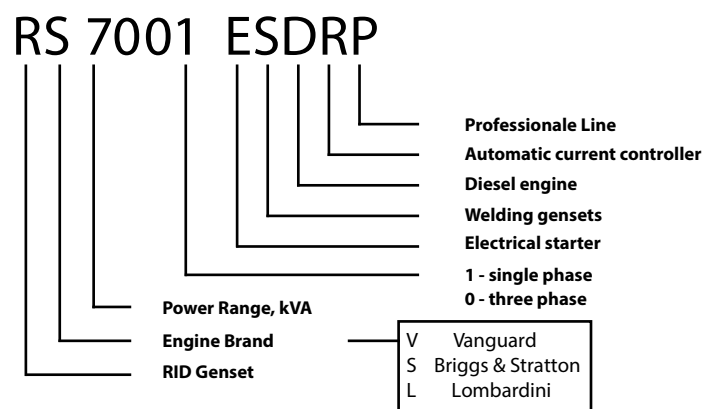 RS 7001 ESDRP
Professionale Line
Automatic current controller
Diesel engine
Welding gensets
Electrical starter
1 - single phase
0 - three phase
Power Range, kVA
Engine Brand
RID Genset
V Vanguard
S Briggs & Stratton
L Lombardini